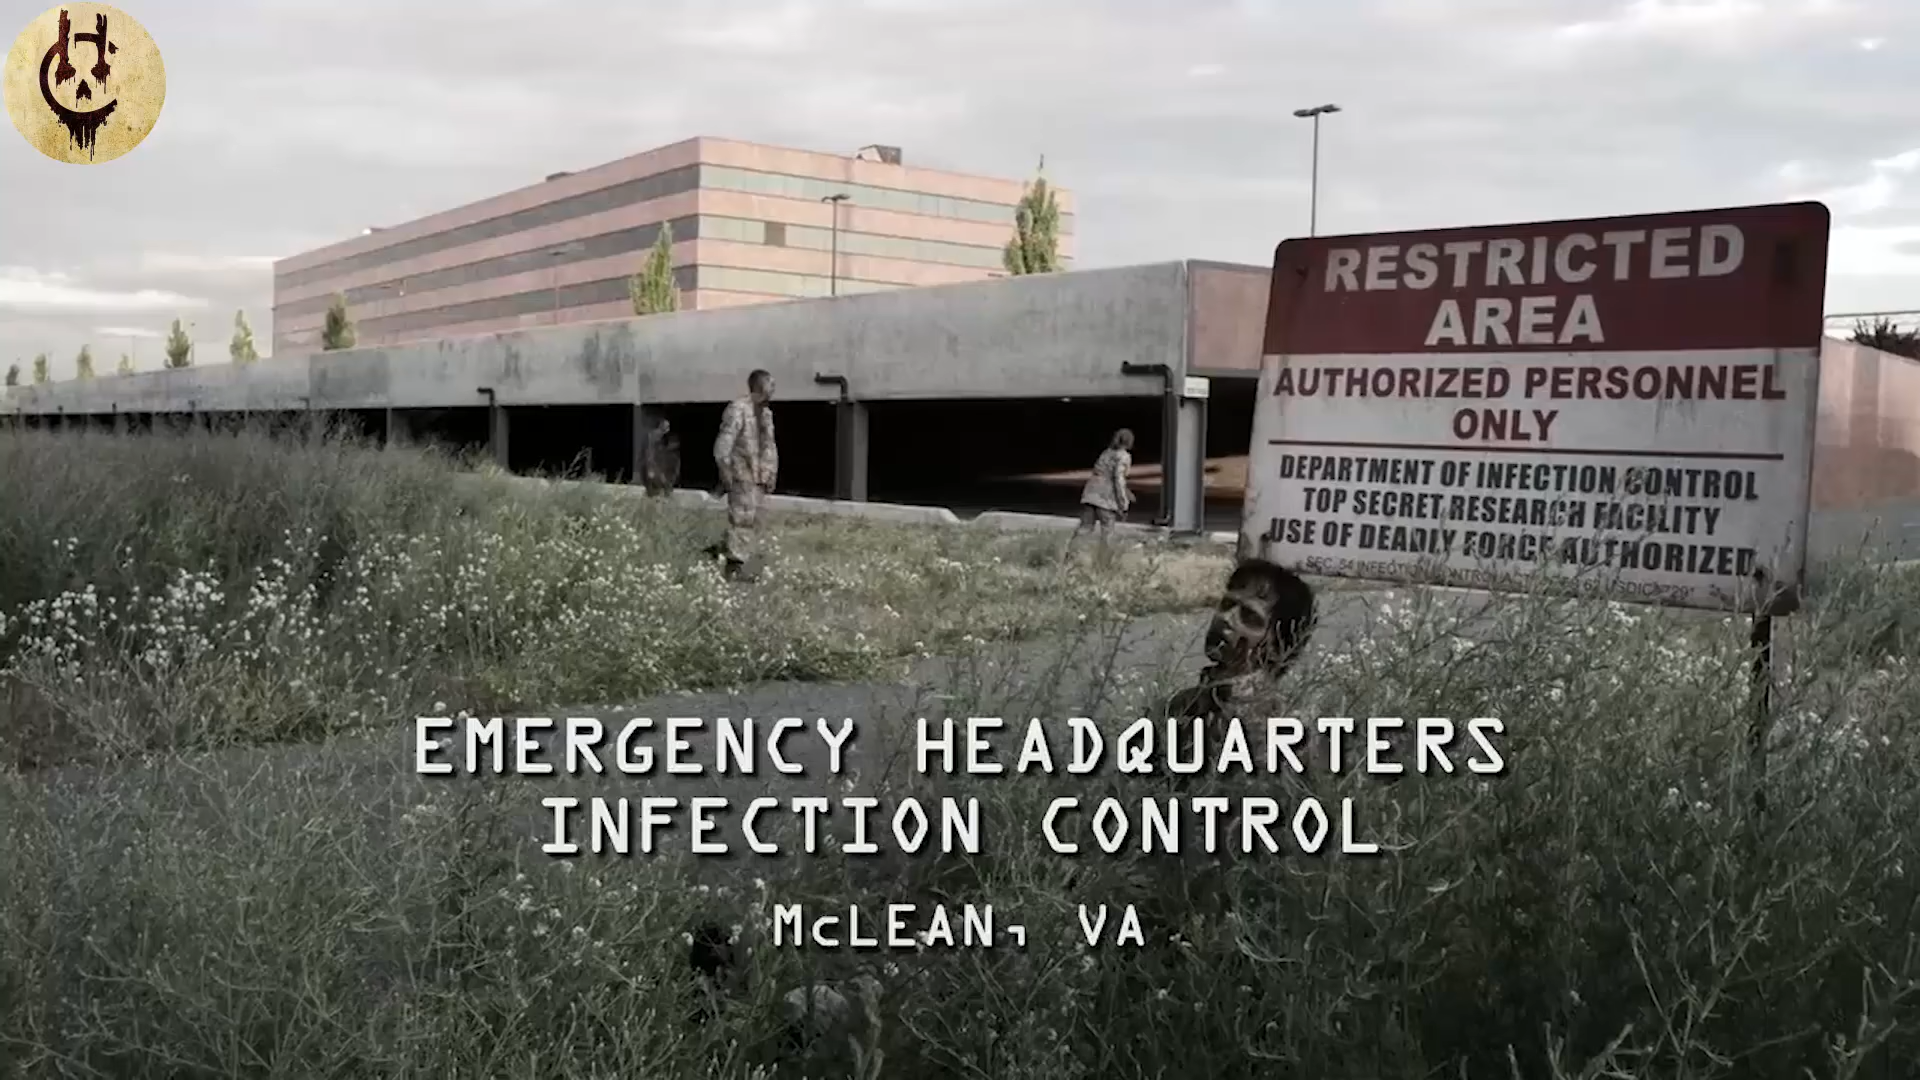 RESTRICTED
AREA
AUTHORIZED PERSONNEL
ONLY
DEPARTMENT OF INFECTION CONTROL
TOP SECRET RESEARCH FACILITY
USE OF DEADLY FORCE AUTHORIZED
EMERGENCY HEADQUARTERS
INFECTION CONTROL
McLEAN, VA